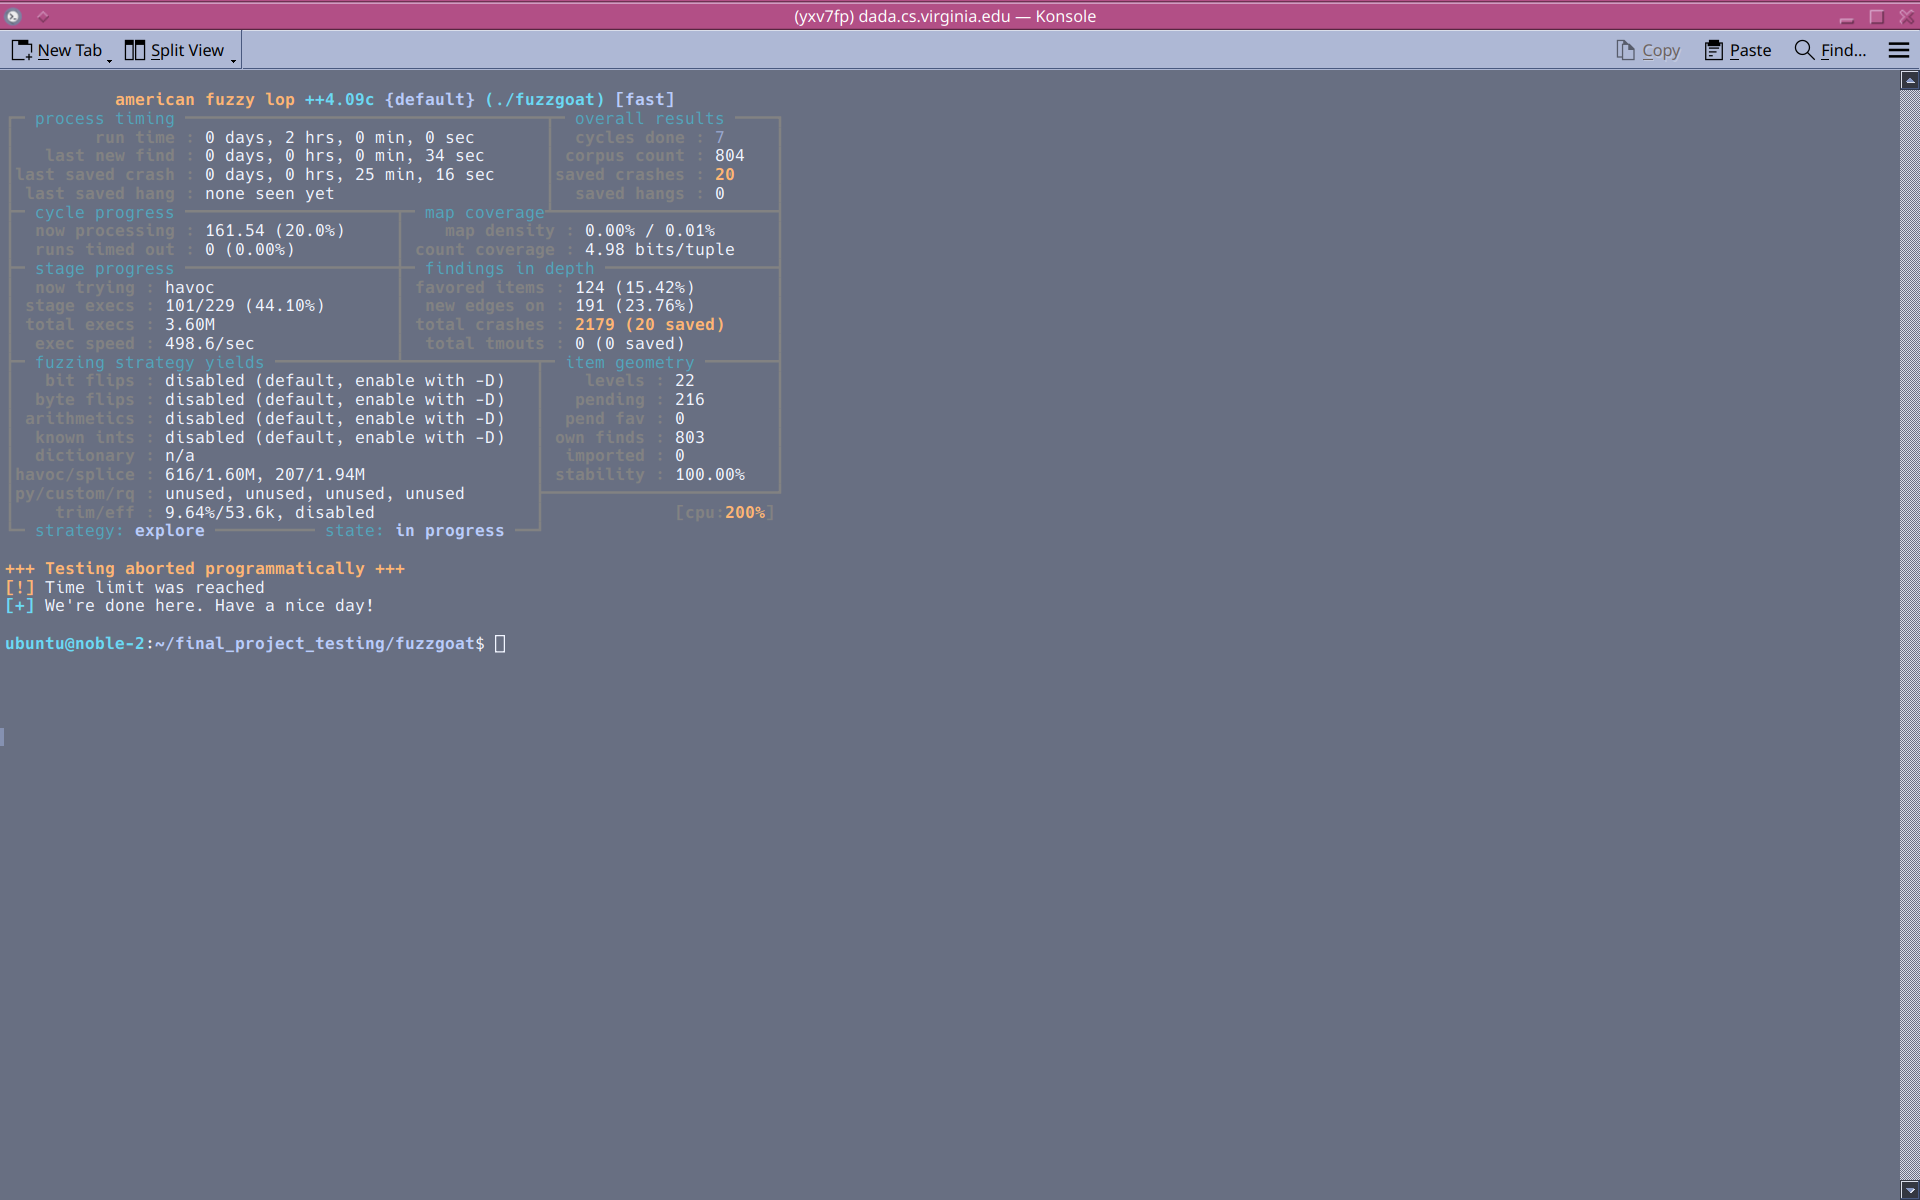 (yxv7fp) dada.cs.virginia.edu — Konsole
New Tab Split View Copy Paste Find...
american fuzzy lop ++4.09c {default} (./fuzzgoat) [fast]
process timing overall results
run time : 0 days, 2 hrs, 0 min, 0 sec cycles done : 7
last new find : 0 days, 0 hrs, 0 min, 34 sec corpus count : 804
last saved crash : 0 days, 0 hrs, 25 min, 16 sec saved crashes : 20
last saved hang : none seen yet saved hangs : 0
cycle progress map coverage
now processing : 161.54 (20.0%) map density : 0.00% / 0.01%
runs timed out : 0 (0.00%) count coverage : 4.98 bits/tuple
stage progress findings in depth
now trying : havoc favored items : 124 (15.42%)
stage execs : 101/229 (44.10%) new edges on : 191 (23.76%)
total execs : 3.60M total crashes : 2179 (20 saved)
exec speed : 498.6/sec total tmouts : 0 (0 saved)
fuzzing strategy yields item geometry
bit flips : disabled (default, enable with -D) levels : 22
byte flips : disabled (default, enable with -D) pending : 216
arithmetics : disabled (default, enable with -D) pend fav : 0
known ints : disabled (default, enable with -D) own finds : 803
dictionary : n/a imported : 0
havoc/splice : 616/1.60M, 207/1.94M stability : 100.00%
py/custom/rq : unused, unused, unused, unused
trim/eff : 9.64%/53.6k, disabled [cpu:200%]
strategy: explore state: in progress
+++ Testing aborted programmatically +++
[!] Time limit was reached
[+] We're done here. Have a nice day!
ubuntu@noble-2:~/final_project_testing/fuzzgoat$